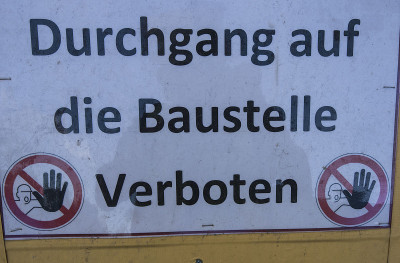 Durchgang auf
die Baustelle
Verboten